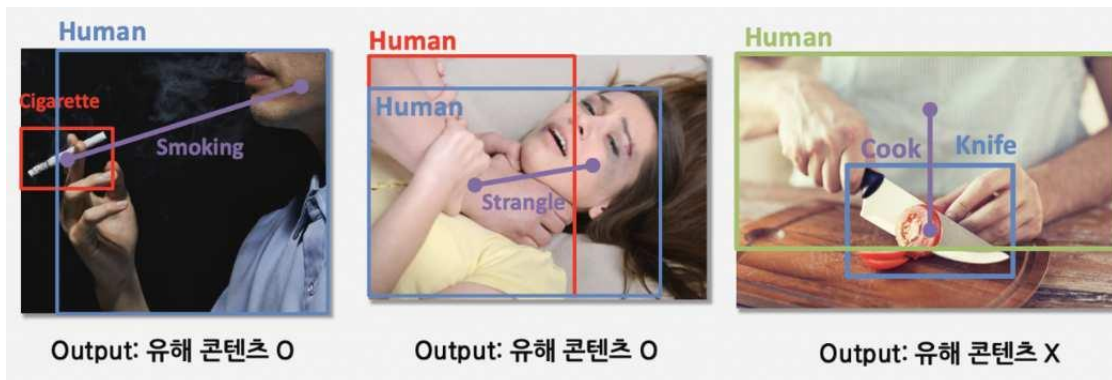 Human
Cigarette
Smoking
Output: 유해 콘텐츠 O
Human
Human
Strangle
Output: 유해 콘텐츠 O
Human
Cook
Knife
Output: 유해 콘텐츠 X